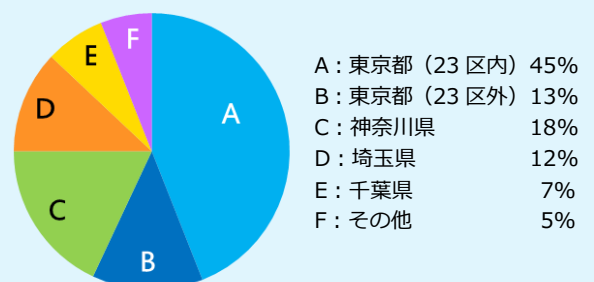 A
B
C
D
E
F
A：東京都（23 区内）45%
B：東京都（23 区外）13%
C：神奈川県 18%
D：埼玉県 12%
E：千葉県 7%
F：その他 5%